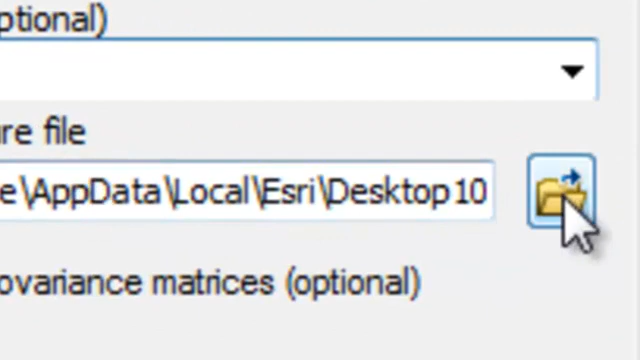 ptional)
re file
e\AppData\Local\Esri\Desktop10
ovariance matrices (optional)